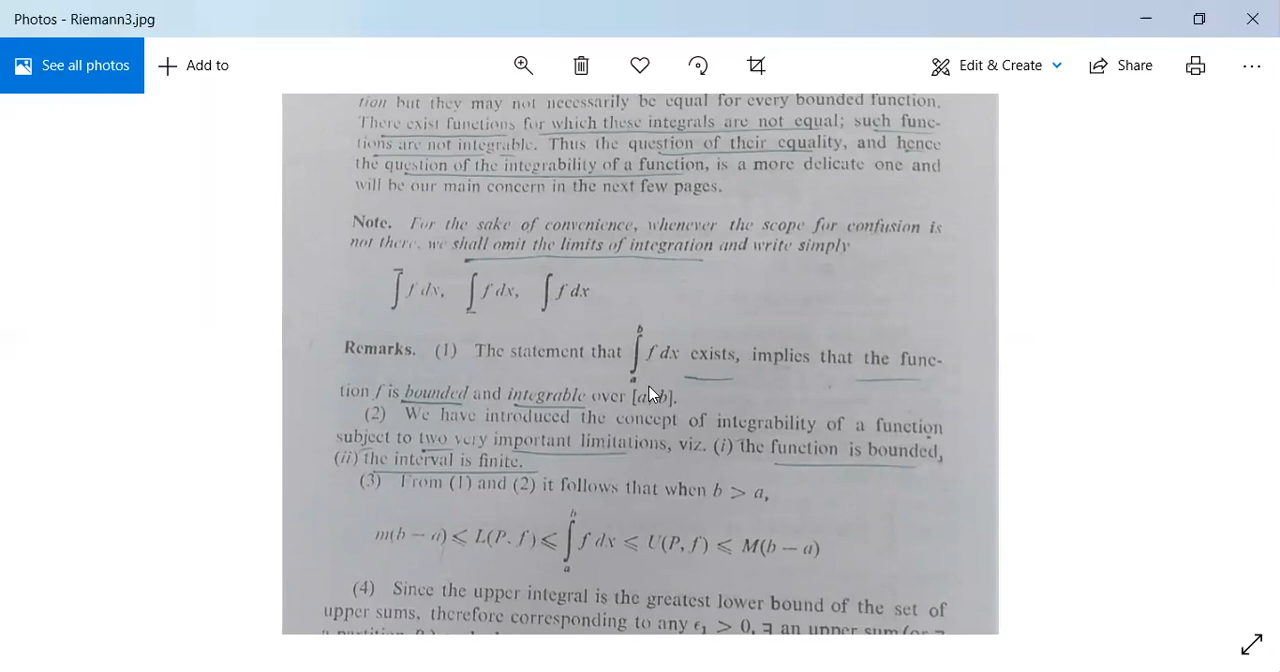 Photos - Riemann3.jpg
See all photos
Add to
Edit & Create
Share
tion but they may not necessarily be equal for every bounded function.
There exist functions for which these integrals are not equal; such func-
tions are not integrable. Thus the question of their equality, and hence
the question of the integrability of a function, is a more delicate one and
will be our main concern in the next few pages.
Note. For the sake of convenience, whenever the scope for confusion is
not there, we shall omit the limits of integration and write simply
∫̅ f dx, ∫̲ f dx, ∫ f dx
Remarks. (1) The statement that ∫ₐᵇ f dx exists, implies that the func-
tion f is bounded and integrable over [a, b].
(2) We have introduced the concept of integrability of a function
subject to two very important limitations, viz. (i) the function is bounded,
(ii) the interval is finite.
(3) From (1) and (2) it follows that when b > a,
m(b − a) ⩽ L(P, f) ⩽ ∫ₐᵇ f dx ⩽ U(P, f) ⩽ M(b − a)
(4) Since the upper integral is the greatest lower bound of the set of
upper sums, therefore corresponding to any ϵ₁ > 0, ∃ an upper sum (or